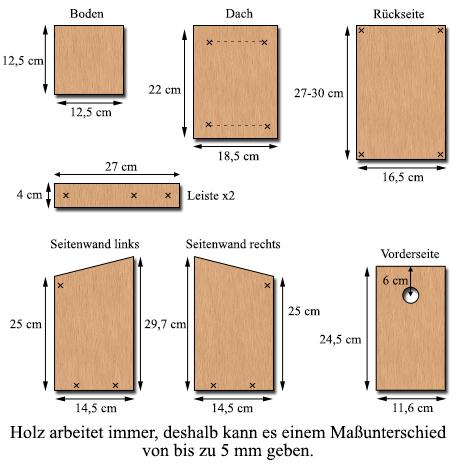 Boden
Dach
Rückseite
12,5 cm
12,5 cm
22 cm
18,5 cm
27-30 cm
16,5 cm
27 cm
4 cm
Leiste x2
Seitenwand links
Seitenwand rechts
Vorderseite
25 cm
29,7 cm
25 cm
6 cm
24,5 cm
14,5 cm
14,5 cm
11,6 cm
Holz arbeitet immer, deshalb kann es einem Maßunterschied
von bis zu 5 mm geben.